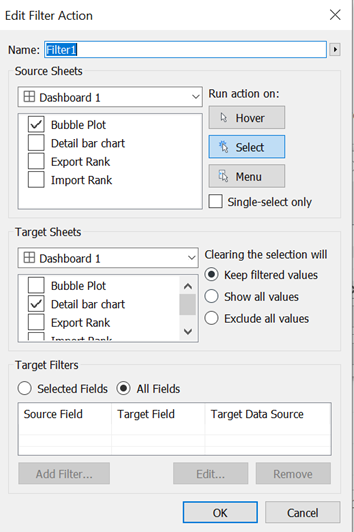 Edit Filter Action
Name: Filter1
Source Sheets
Dashboard 1
Bubble Plot
Detail bar chart
Export Rank
Import Rank
Run action on:
Hover
Select
Menu
Single-select only
Target Sheets
Dashboard 1
Bubble Plot
Detail bar chart
Export Rank
Import Rank
Clearing the selection will
Keep filtered values
Show all values
Exclude all values
Target Filters
Selected Fields All Fields
Source Field Target Field Target Data Source
Add Filter... Edit... Remove
OK Cancel